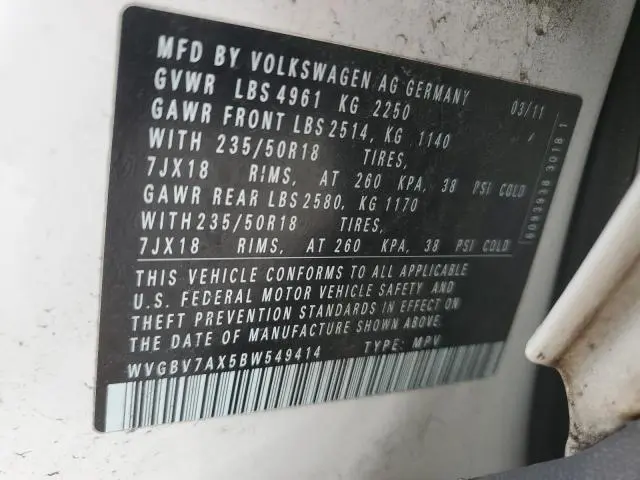 MFD BY VOLKSWAGEN AG GERMANY 03/11
GVWR LBS 4961 KG 2250
GAWR FRONT LBS 2514, KG 1140
WITH 235/50R18 TIRES,
7JX18 RIMS, AT 260 KPA, 38 PSI COLD
GAWR REAR LBS 2580, KG 1170
WITH 235/50R18 TIRES,
7JX18 RIMS, AT 260 KPA, 38 PSI COLD
THIS VEHICLE CONFORMS TO ALL APPLICABLE
U.S. FEDERAL MOTOR VEHICLE SAFETY AND
THEFT PREVENTION STANDARDS IN EFFECT ON
THE DATE OF MANUFACTURE SHOWN ABOVE.
WVGBV7AX5BW549414 TYPE: MPV
6093938 3018 1